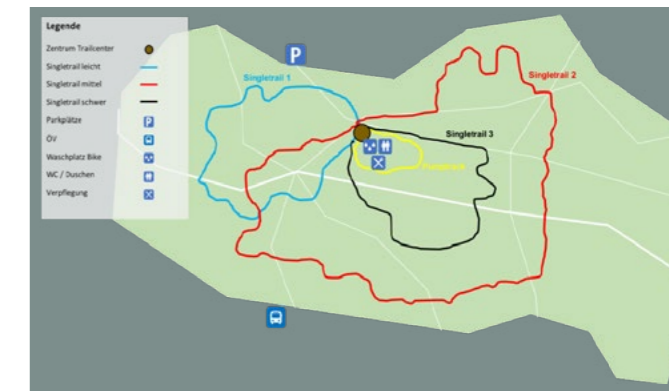 Legende
Zentrum Trailcenter
Singletrail leicht
Singletrail mittel
Singletrail schwer
Parkplätze
P
ÖV
Waschplatz Bike
WC / Duschen
Verpflegung
P
Singletrail 1
Singletrail 2
Singletrail 3